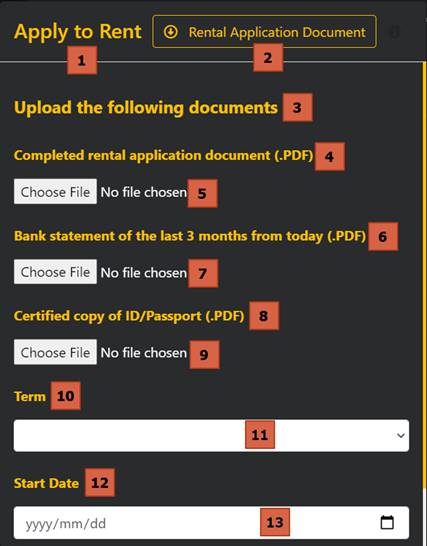 Apply to Rent Rental Application Document
1 2
Upload the following documents 3
Completed rental application document (.PDF) 4
Choose File No file chosen 5
Bank statement of the last 3 months from today (.PDF) 6
Choose File No file chosen 7
Certified copy of ID/Passport (.PDF) 8
Choose File No file chosen 9
Term 10
11
Start Date 12
yyyy/mm/dd 13